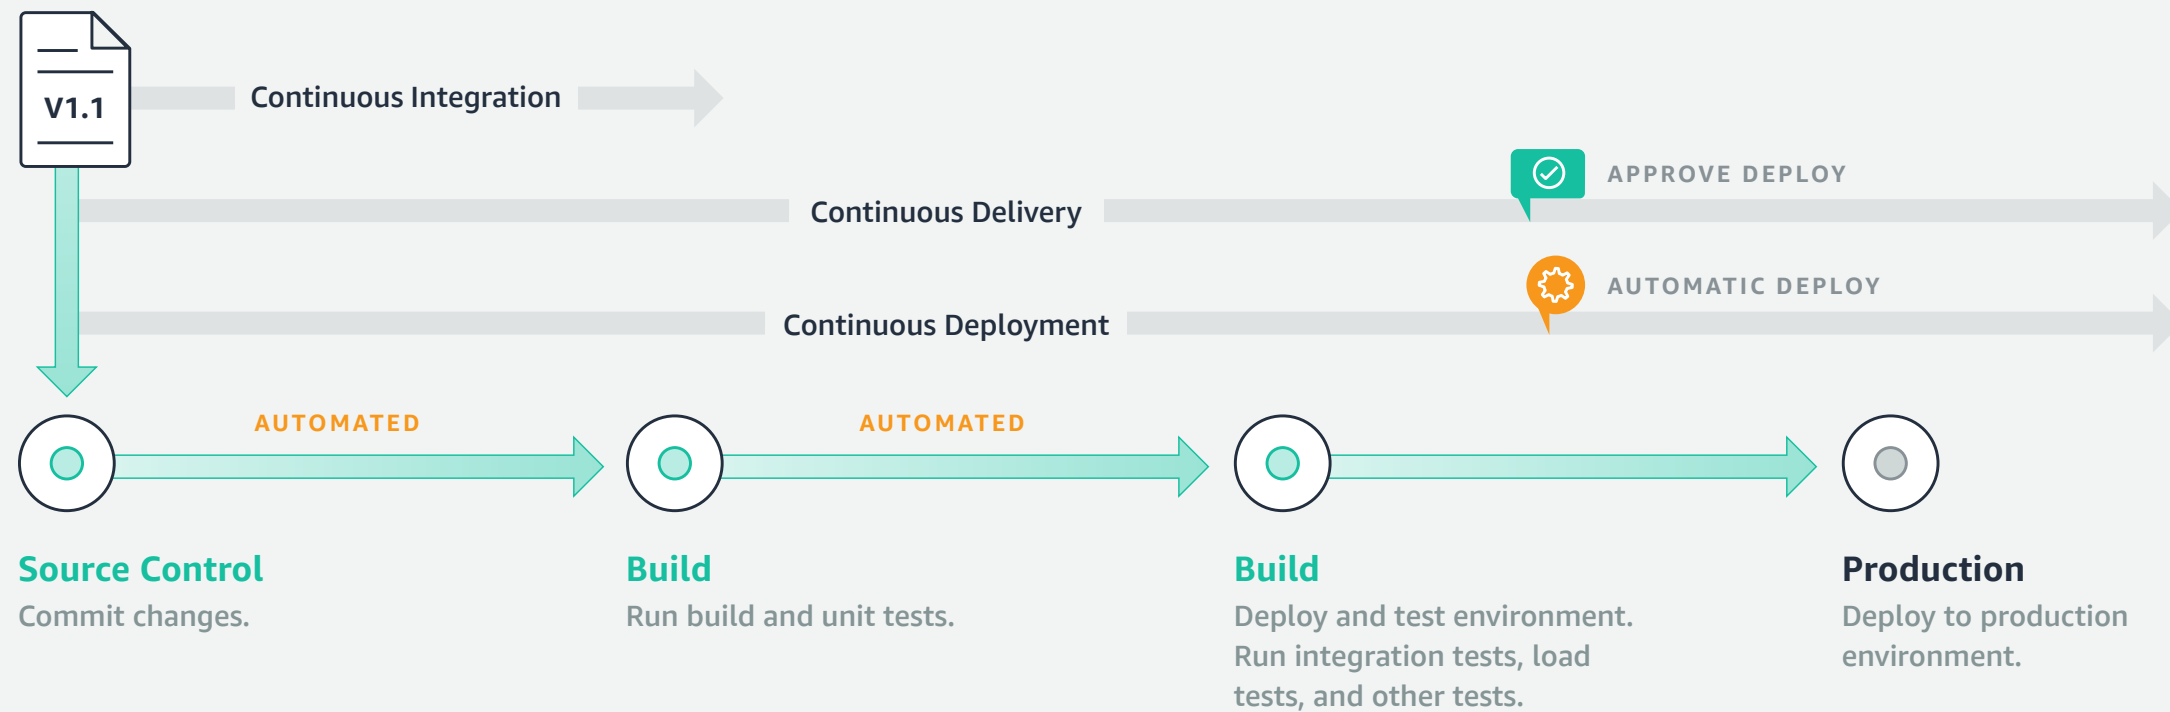 V1.1
Continuous Integration
APPROVE DEPLOY
Continuous Delivery
AUTOMATIC DEPLOY
Continuous Deployment
AUTOMATED
AUTOMATED
Source Control
Commit changes.
Build
Run build and unit tests.
Build
Deploy and test environment.
Run integration tests, load
tests, and other tests.
Production
Deploy to production
environment.